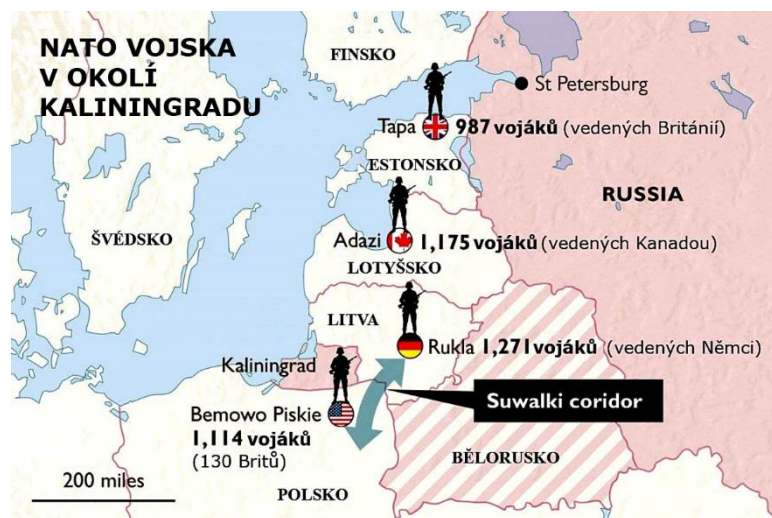 NATO VOJSKA
V OKOLÍ
KALININGRADU
FINSKO
St Petersburg
Tapa 987 vojáků (vedených Británií)
ESTONSKO
RUSSIA
ŠVÉDSKO
Adazi 1,175 vojáků (vedených Kanadou)
LOTYŠSKO
LITVA
Rukla 1,271 vojáků (vedených Němci)
Kaliningrad
Suwalki coridor
Bemowo Piskie
1,114 vojáků
(130 Britů)
BĚLORUSKO
200 miles
POLSKO